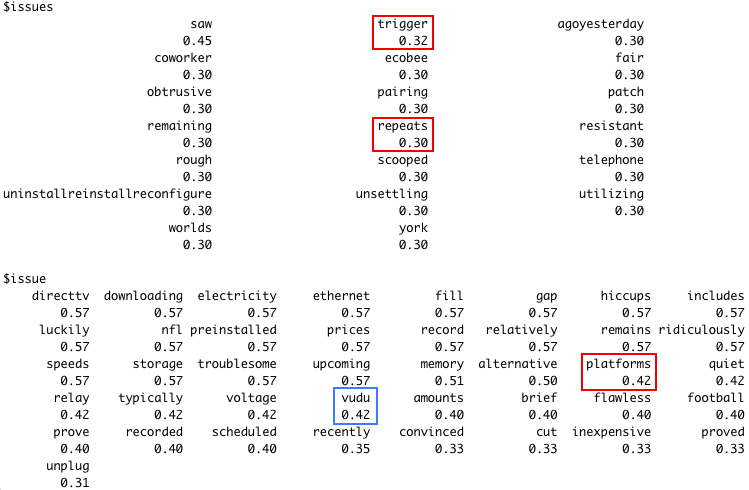 $issues
saw trigger agoyesterday
0.45 0.32 0.30
coworker ecobee fair
0.30 0.30 0.30
obtrusive pairing patch
0.30 0.30 0.30
remaining repeats resistant
0.30 0.30 0.30
rough scooped telephone
0.30 0.30 0.30
uninstallreinstallreconfigure unsettling utilizing
0.30 0.30 0.30
worlds york
0.30 0.30
$issue
directtv downloading electricity ethernet fill gap hiccups includes
0.57 0.57 0.57 0.57 0.57 0.57 0.57 0.57
luckily nfl preinstalled prices record relatively remains ridiculously
0.57 0.57 0.57 0.57 0.57 0.57 0.57 0.57
speeds storage troublesome upcoming memory alternative platforms quiet
0.57 0.57 0.57 0.57 0.51 0.50 0.42 0.42
relay typically voltage vudu amounts brief flawless football
0.42 0.42 0.42 0.42 0.40 0.40 0.40 0.40
prove recorded scheduled recently convinced cut inexpensive proved
0.40 0.40 0.40 0.35 0.33 0.33 0.33 0.33
unplug
0.31